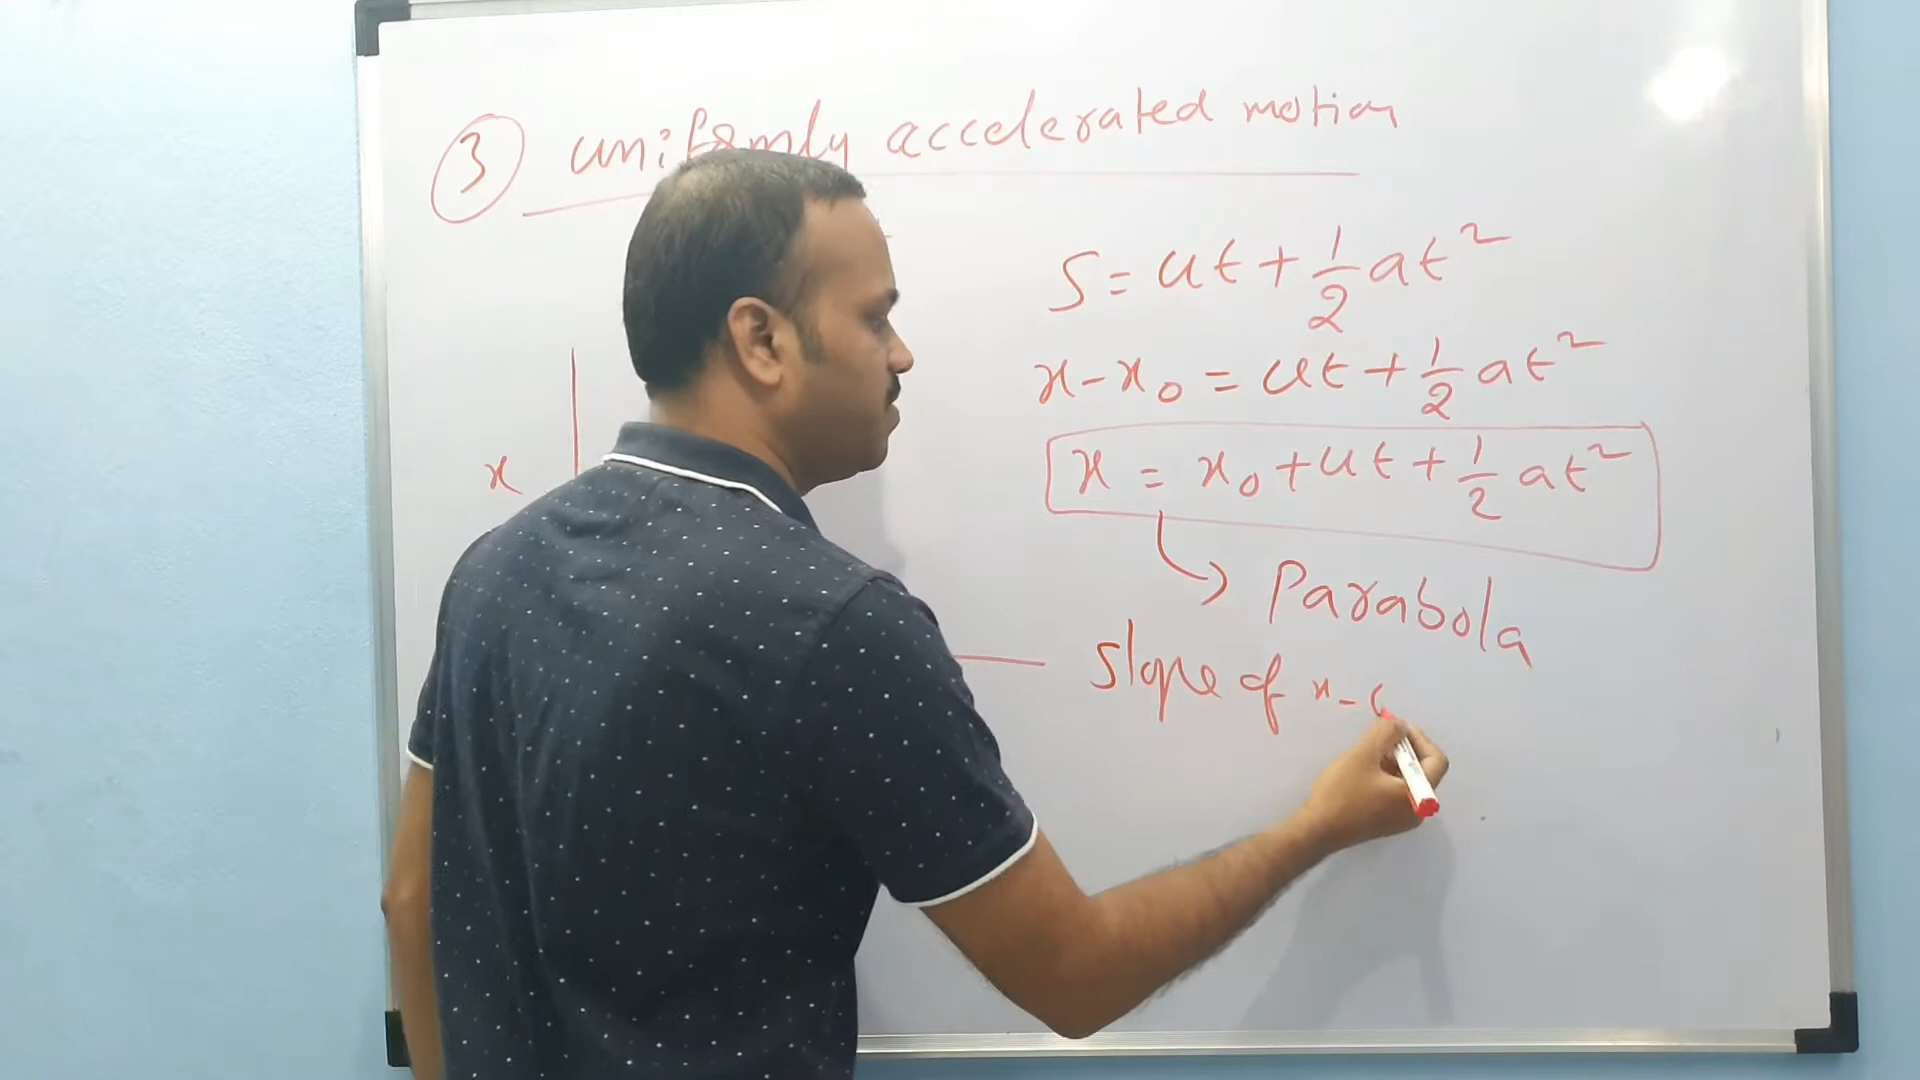 ③ uniformly accelerated motion
S = ut + 1/2 at²
x - x₀ = ut + 1/2 at²
x
x = x₀ + ut + 1/2 at²
Parabola
Slope of x -